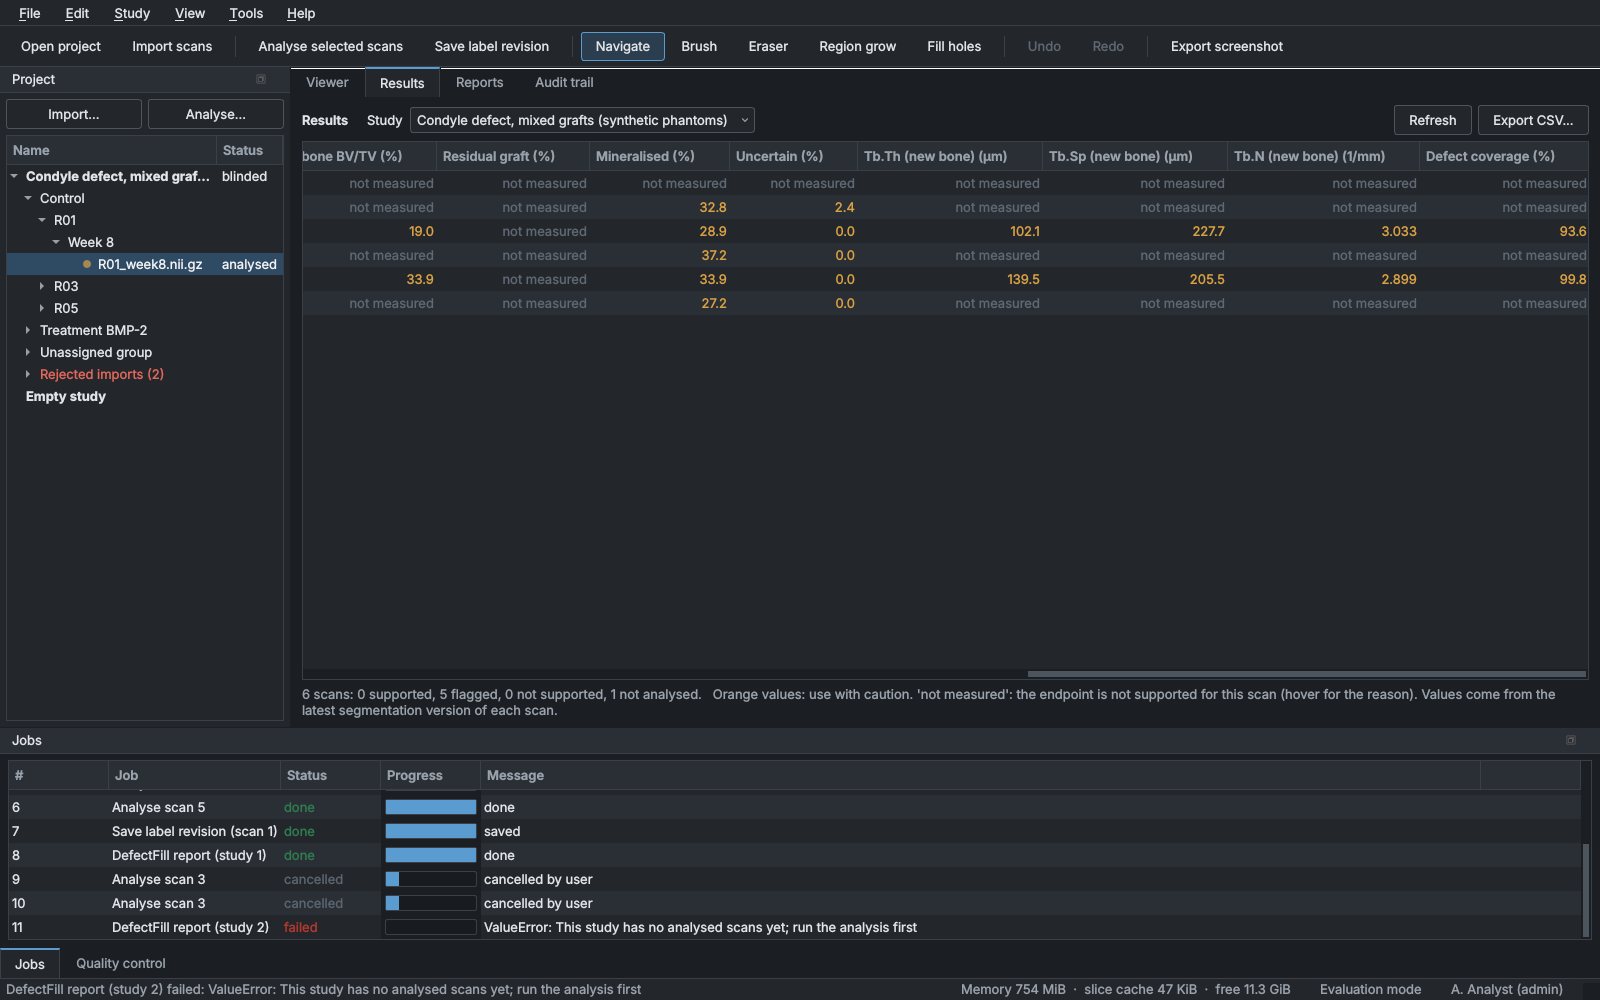 File Edit Study View Tools Help
Open project Import scans Analyse selected scans Save label revision Navigate Brush Eraser Region grow Fill holes Undo Redo Export screenshot
Project
Import... Analyse...
Name Status
Condyle defect, mixed graf... blinded
Control
R01
Week 8
R01_week8.nii.gz analysed
R03
R05
Treatment BMP-2
Unassigned group
Rejected imports (2)
Empty study
Viewer Results Reports Audit trail
Results Study Condyle defect, mixed grafts (synthetic phantoms) Refresh Export CSV...
bone BV/TV (%) Residual graft (%) Mineralised (%) Uncertain (%) Tb.Th (new bone) (µm) Tb.Sp (new bone) (µm) Tb.N (new bone) (1/mm) Defect coverage (%)
not measured not measured not measured not measured not measured not measured not measured not measured
not measured not measured 32.8 2.4 not measured not measured not measured not measured
19.0 not measured 28.9 0.0 102.1 227.7 3.033 93.6
not measured not measured 37.2 0.0 not measured not measured not measured not measured
33.9 not measured 33.9 0.0 139.5 205.5 2.899 99.8
not measured not measured 27.2 0.0 not measured not measured not measured not measured
6 scans: 0 supported, 5 flagged, 0 not supported, 1 not analysed. Orange values: use with caution. 'not measured': the endpoint is not supported for this scan (hover for the reason). Values come from the
latest segmentation version of each scan.
Jobs
# Job Status Progress Message
6 Analyse scan 5 done done
7 Save label revision (scan 1) done saved
8 DefectFill report (study 1) done done
9 Analyse scan 3 cancelled cancelled by user
10 Analyse scan 3 cancelled cancelled by user
11 DefectFill report (study 2) failed ValueError: This study has no analysed scans yet; run the analysis first
Jobs Quality control
DefectFill report (study 2) failed: ValueError: This study has no analysed scans yet; run the analysis first Memory 754 MiB · slice cache 47 KiB · free 11.3 GiB Evaluation mode A. Analyst (admin)